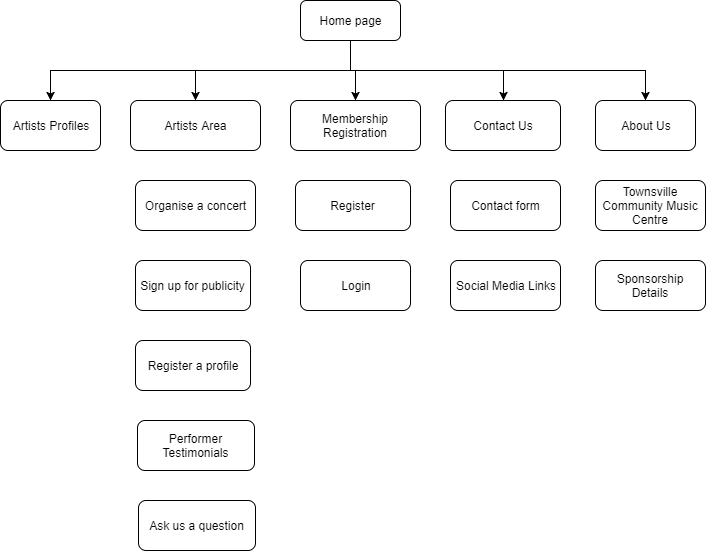 Home page
Artists Profiles
Artists Area
Membership
Registration
Contact Us
About Us
Organise a concert
Register
Contact form
Townsville
Community Music
Centre
Sign up for publicity
Login
Social Media Links
Sponsorship
Details
Register a profile
Performer
Testimonials
Ask us a question